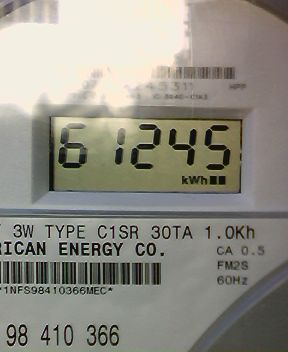 HPP
61245
kWh
3W TYPE C1SR 30TA 1.0Kh
RICAN ENERGY CO.
CA 0.5
FM2S
60Hz
*1NFS98410366MEC*
98 410 366